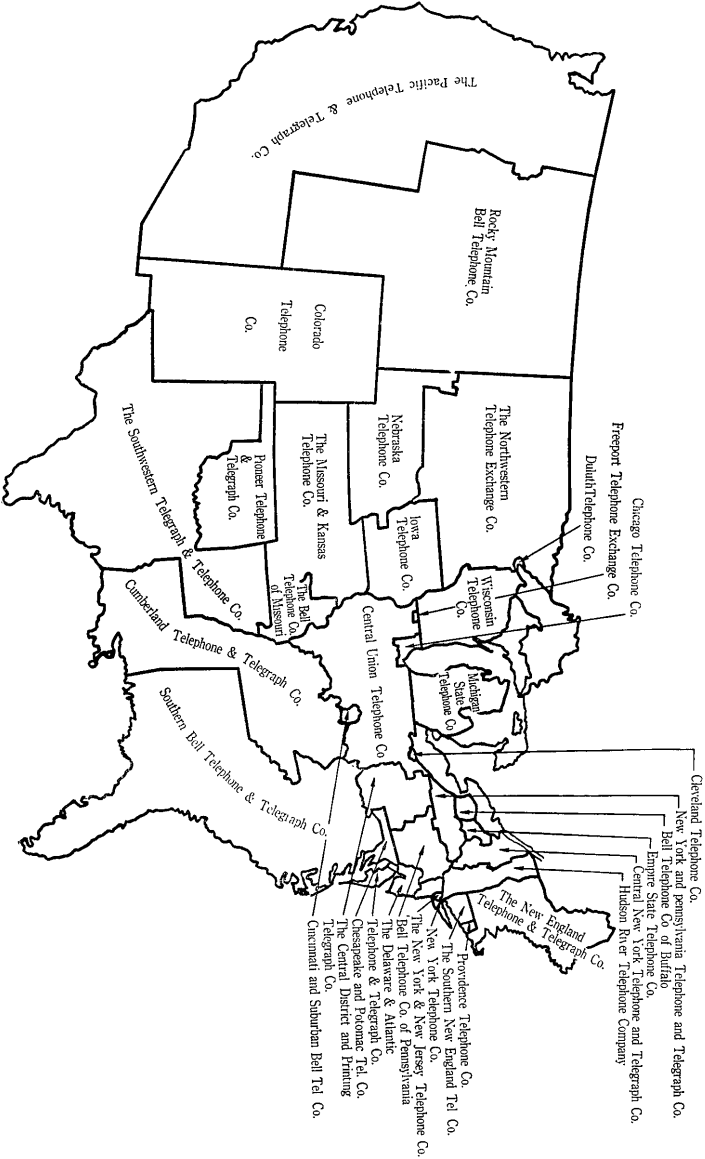 The Pacific Telephone & Telegraph Co.
Rocky Mountain
Bell Telephone Co.
Colorado
Telephone
Co.
The Northwestern
Telephone Exchange Co.
Nebraska
Telephone Co.
The Missouri & Kansas
Telephone Co.
Pioneer Telephone
&
Telegraph Co.
The Southwestern Telegraph & Telephone Co.
Iowa
Telephone Co.
The Bell
Telephone Co.
of Missouri
Freeport Telephone Exchange Co.
DuluthTelephone Co.
Chicago Telephone Co.
Wisconsin
Telephone
Co.
Michigan
State
Telephone Co
Central Union Telephone Co
Cumberland Telephone & Telegraph Co.
Southern Bell Telephone & Telegraph Co.
Cleveland Telephone Co.
New York and pennsylvania Telephone and Telegraph Co.
Bell Telephone Co of Buffalo
Empire State Telephone Co.
Central New York Telephone and Telegraph Co.
Hudson River Telephone Company
The New England
Telephone & Telegraph Co.
Providence Telephone Co.
The Southern New England Tel Co.
New York Telephone Co.
The New York & New Jersey Telephone Co.
Bell Telephone Co. of Pennsylvania
The Delaware & Atlantic
Telephone & Telegraph Co.
Chesapeake and Potomac Tel. Co.
The Central District and Printing
Telegraph Co.
Cincinnati and Suburban Bell Tel Co.